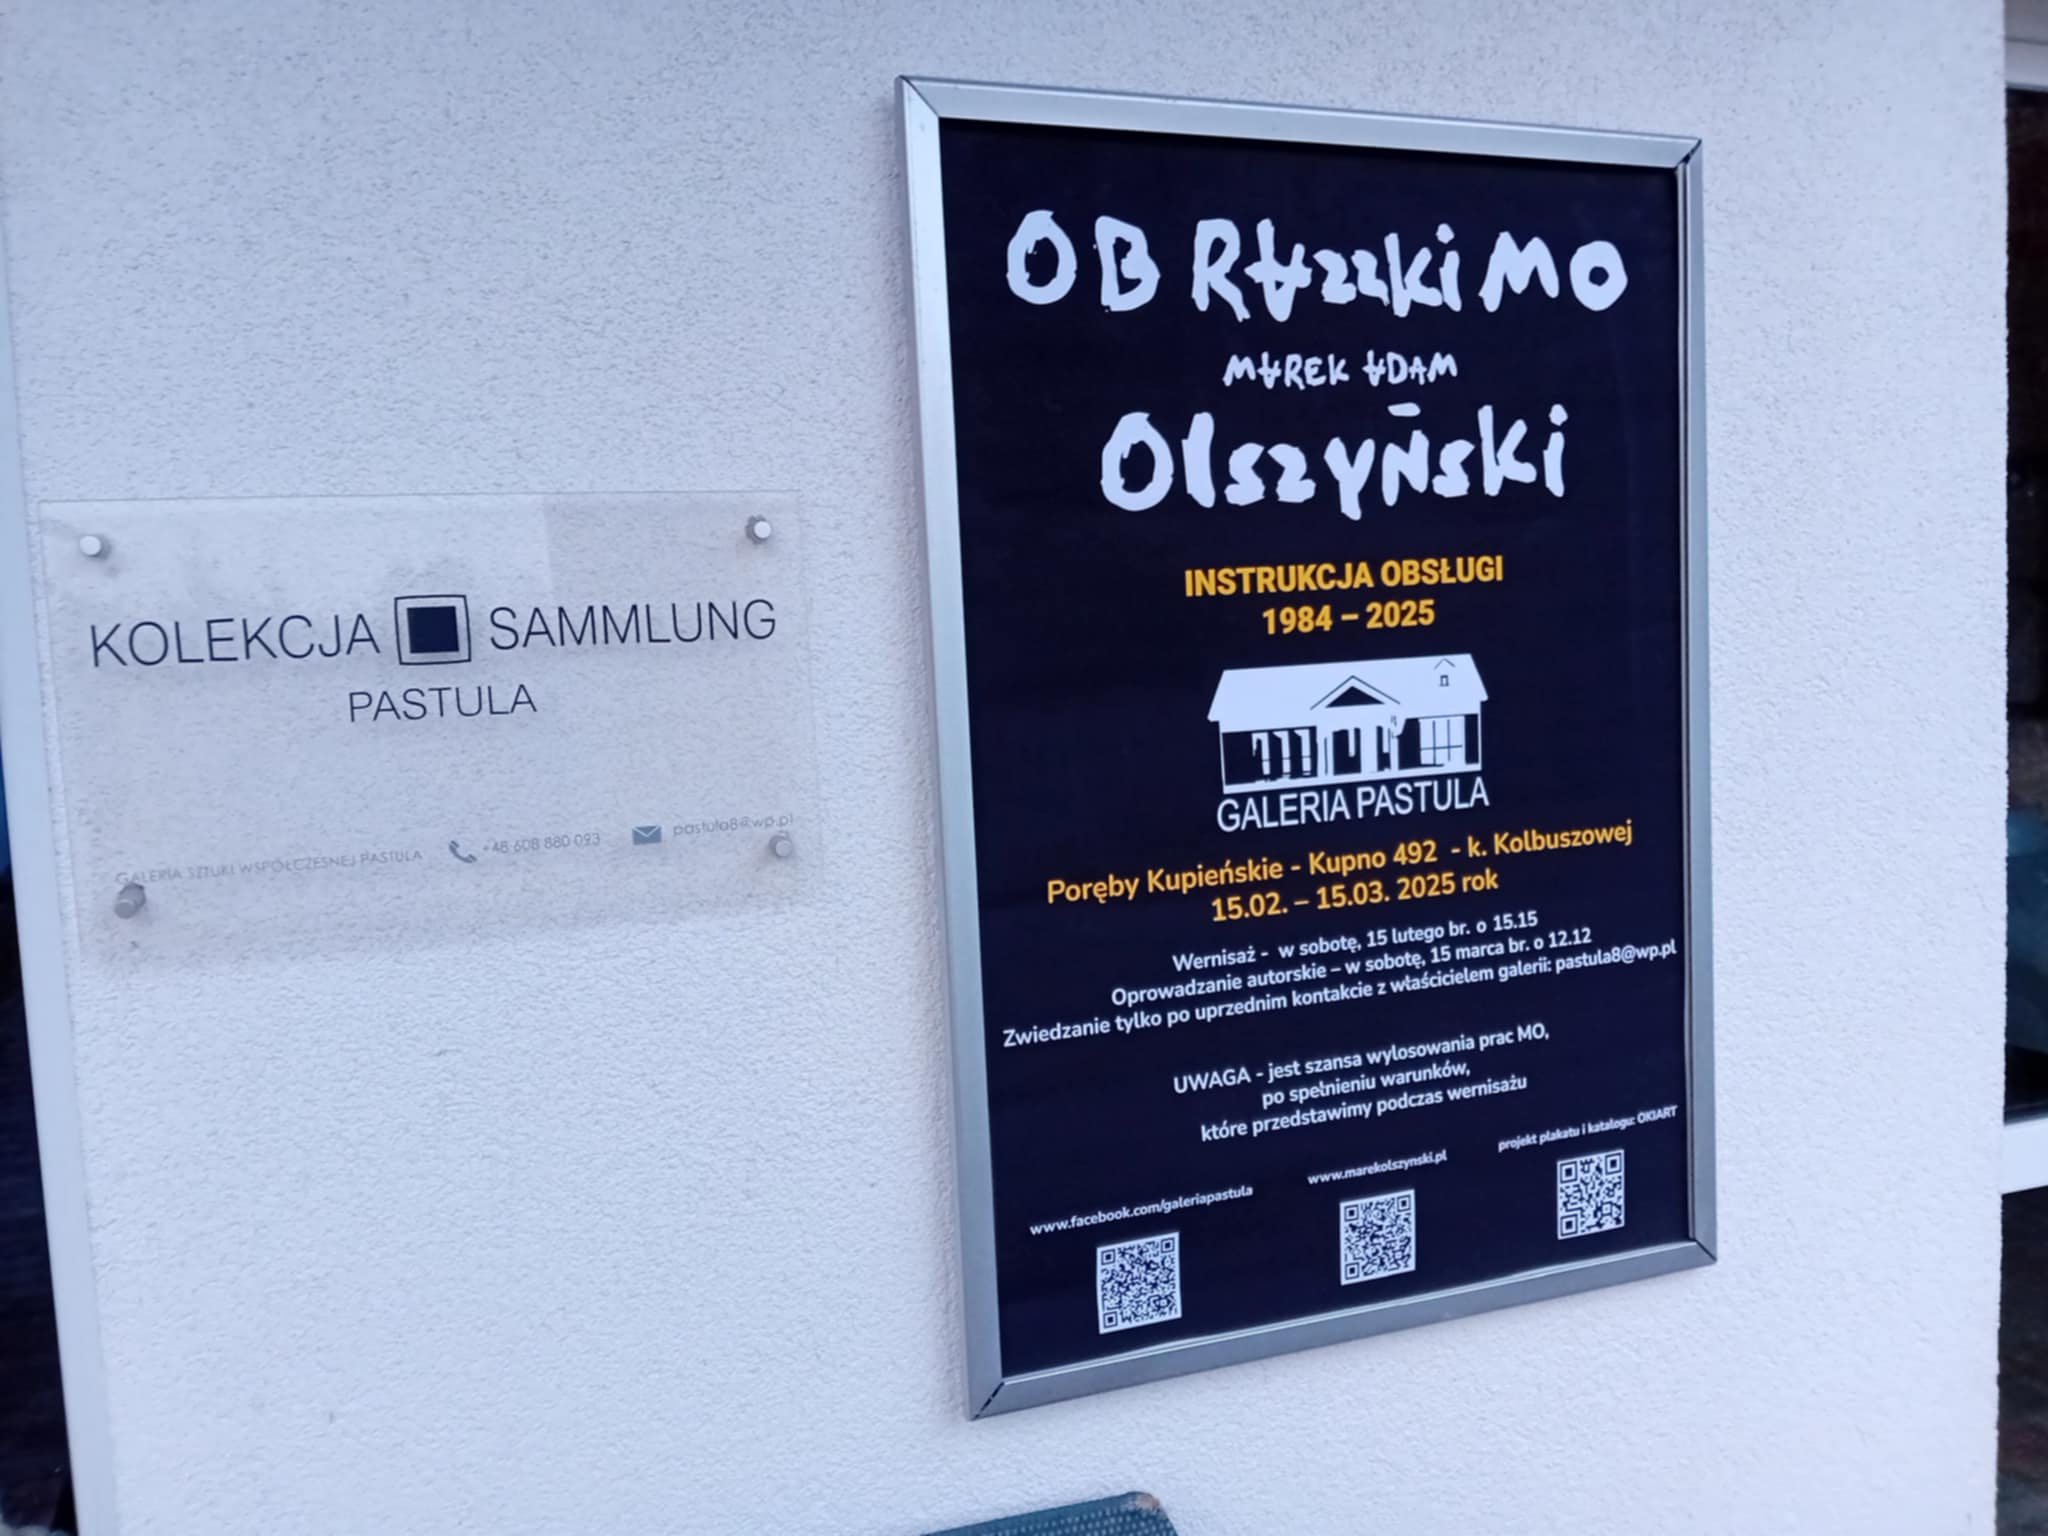 KOLEKCJA SAMMLUNG
PASTULA
GALERIA SZTUKI WSPÓŁCZESNEJ PASTULA
+48 608 880 093
pastula8@wp.pl
OBRAzzki MO
MAREK ADAM
Olszyński
INSTRUKCJA OBSŁUGI
1984 – 2025
GALERIA PASTULA
Poręby Kupieńskie - Kupno 492 - k. Kolbuszowej
15.02. – 15.03. 2025 rok
Wernisaż - w sobotę, 15 lutego br. o 15.15
Oprowadzanie autorskie – w sobotę, 15 marca br. o 12.12
Zwiedzanie tylko po uprzednim kontakcie z właścicielem galerii: pastula8@wp.pl
UWAGA - jest szansa wylosowania prac MO,
po spełnieniu warunków,
które przedstawimy podczas wernisażu
www.facebook.com/galeriapastula
www.marekolszynski.pl
projekt plakatu i katalogu: OKIART